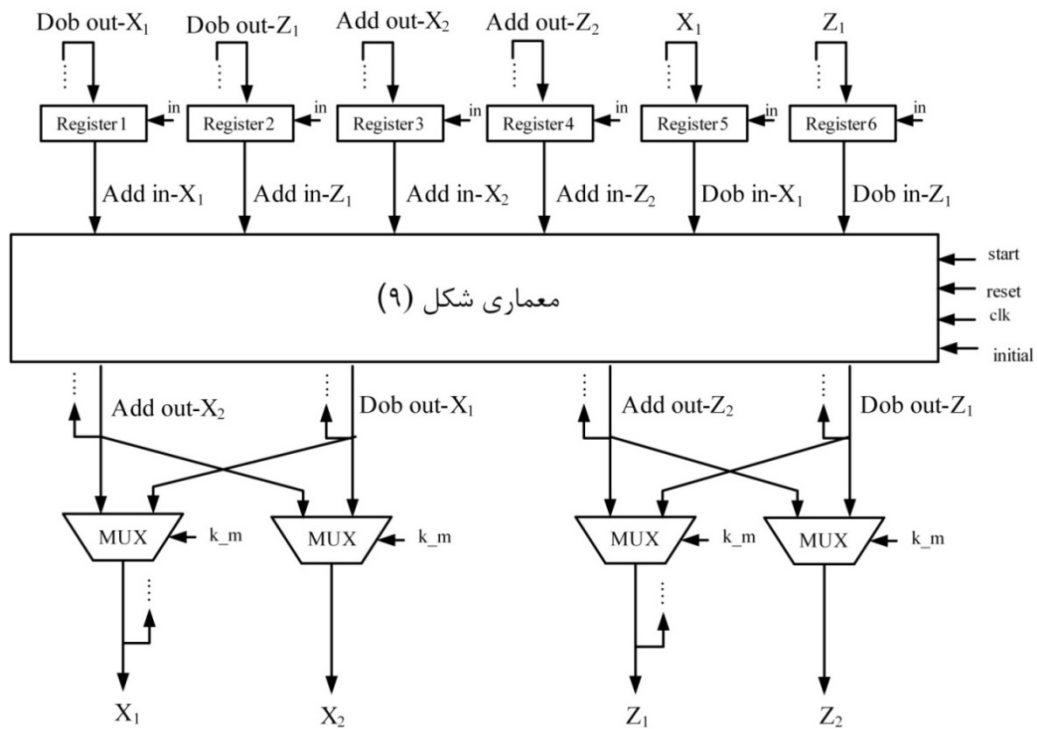 Dob out-X₁ Dob out-Z₁ Add out-X₂ Add out-Z₂ X₁ Z₁
in in in in in in
Register1 Register2 Register3 Register4 Register5 Register6
Add in-X₁ Add in-Z₁ Add in-X₂ Add in-Z₂ Dob in-X₁ Dob in-Z₁
start
معماری شکل (۹)
reset
clk
initial
Add out-X₂ Dob out-X₁ Add out-Z₂ Dob out-Z₁
MUX k_m MUX k_m MUX k_m MUX k_m
X₁ X₂ Z₁ Z₂